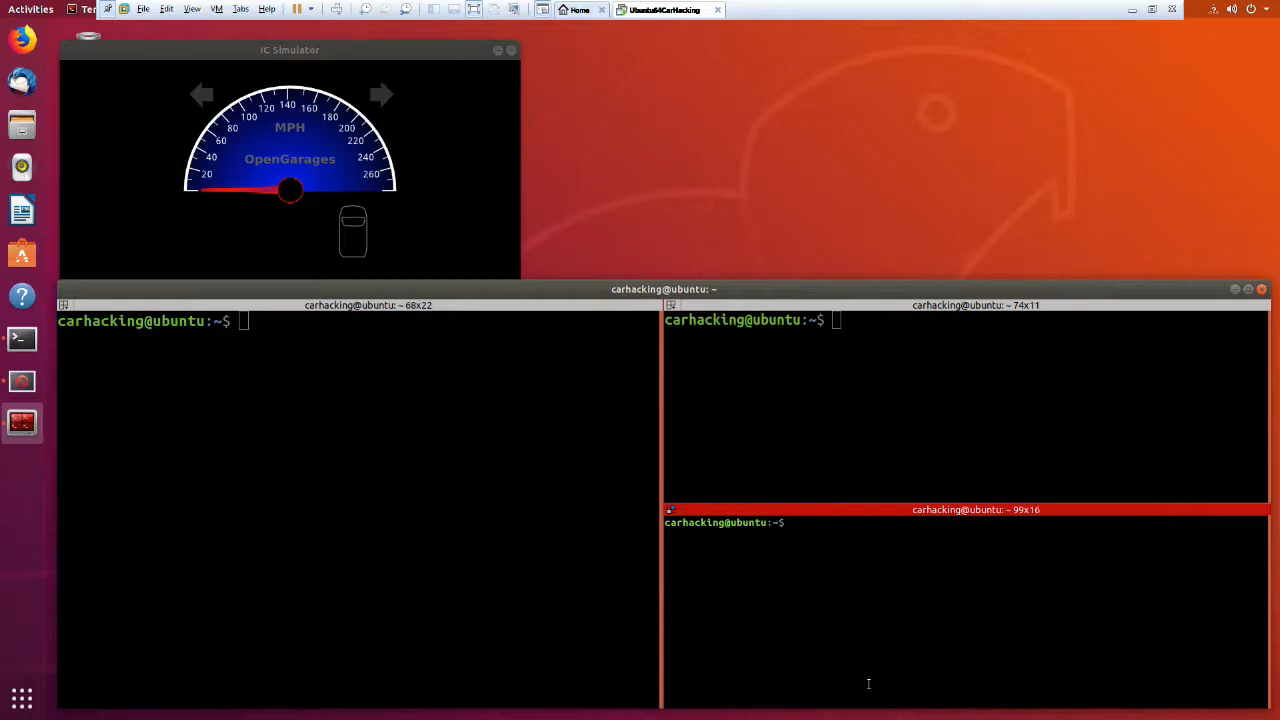 Activities
Ter
File Edit View VM Tabs Help
Home
Ubuntu64CarHacking
IC Simulator
20 40 60 80 100 120 140 160 180 200 220 240 260
MPH
OpenGarages
carhacking@ubuntu: ~
carhacking@ubuntu: ~ 68x22
carhacking@ubuntu:~$
carhacking@ubuntu: ~ 74x11
carhacking@ubuntu:~$
carhacking@ubuntu: ~ 99x16
carhacking@ubuntu:~$